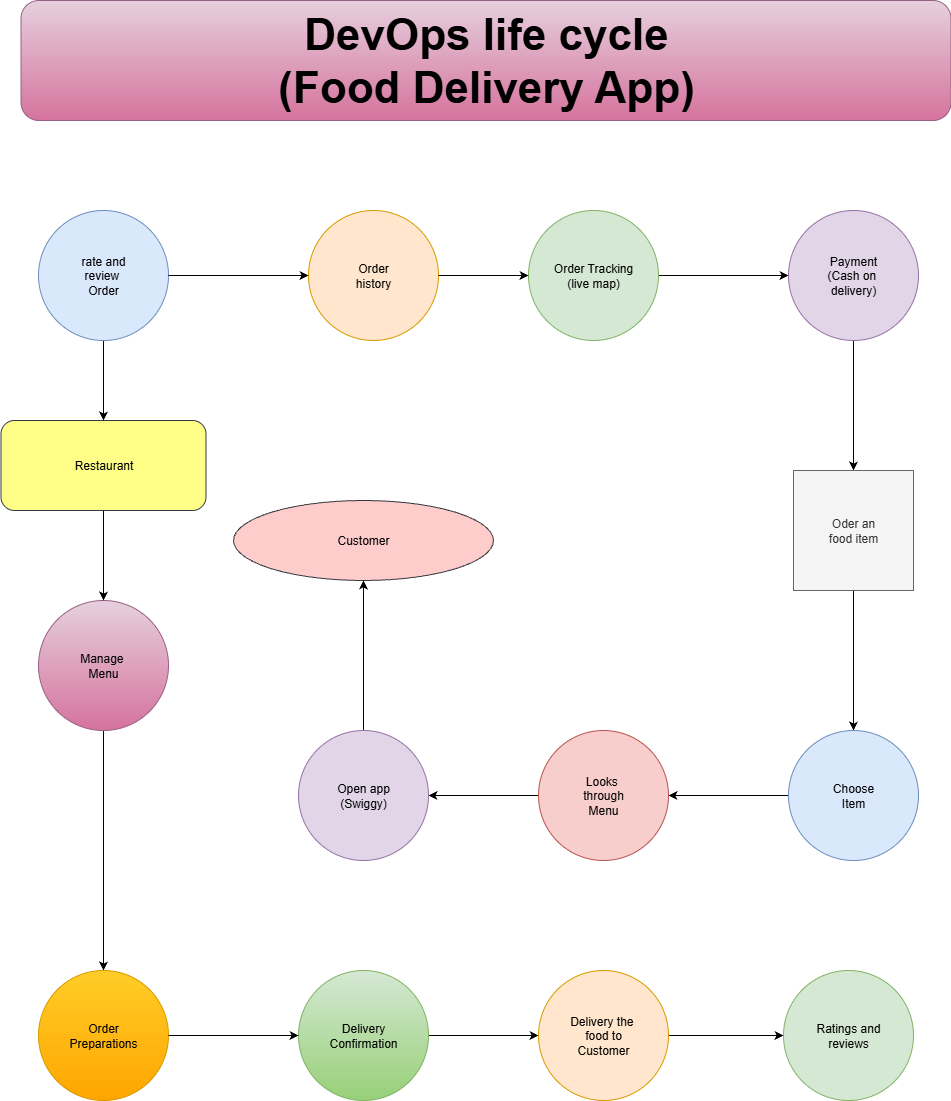 DevOps life cycle
(Food Delivery App)
rate and
review
Order
Order
history
Order Tracking
(live map)
Payment
(Cash on
delivery)
Restaurant
Customer
Oder an
food item
Manage
Menu
Open app
(Swiggy)
Looks
through
Menu
Choose
Item
Order
Preparations
Delivery
Confirmation
Delivery the
food to
Customer
Ratings and
reviews